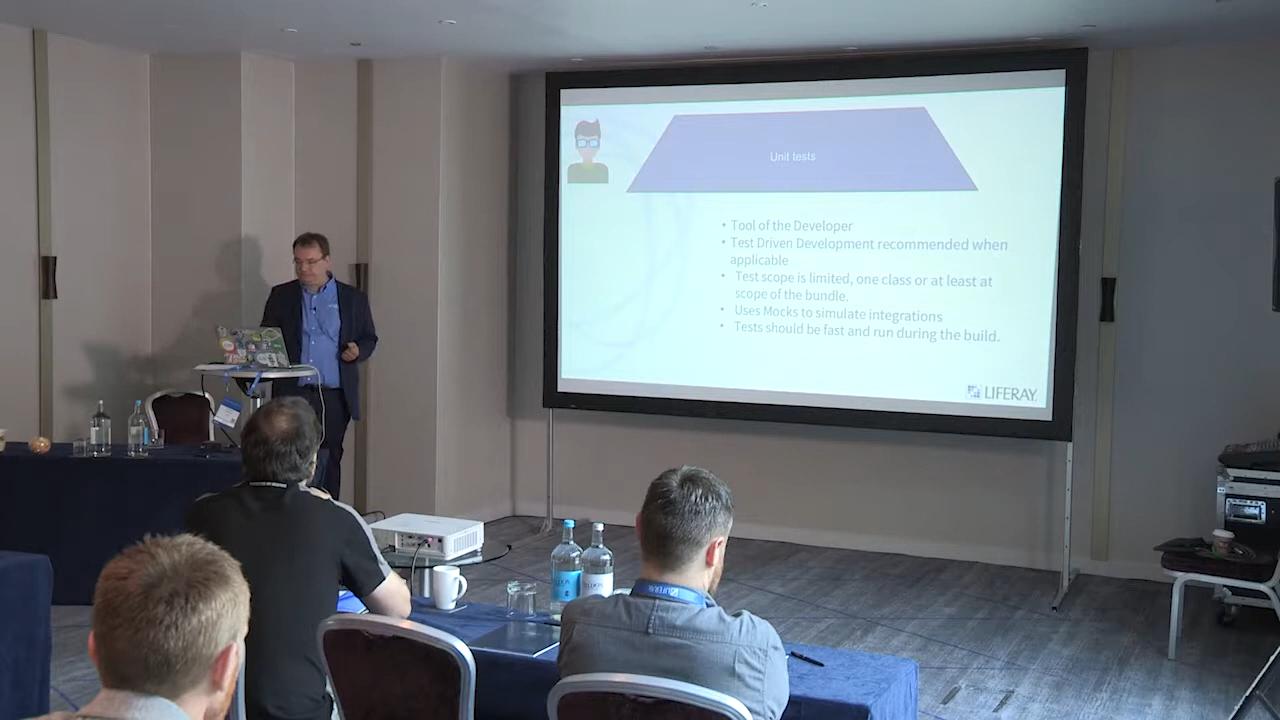 Unit tests
• Tool of the Developer
• Test Driven Development recommended when
applicable
• Test scope is limited, one class or at least at
scope of the bundle.
• Uses Mocks to simulate integrations
• Tests should be fast and run during the build.
LIFERAY
LIFERAY